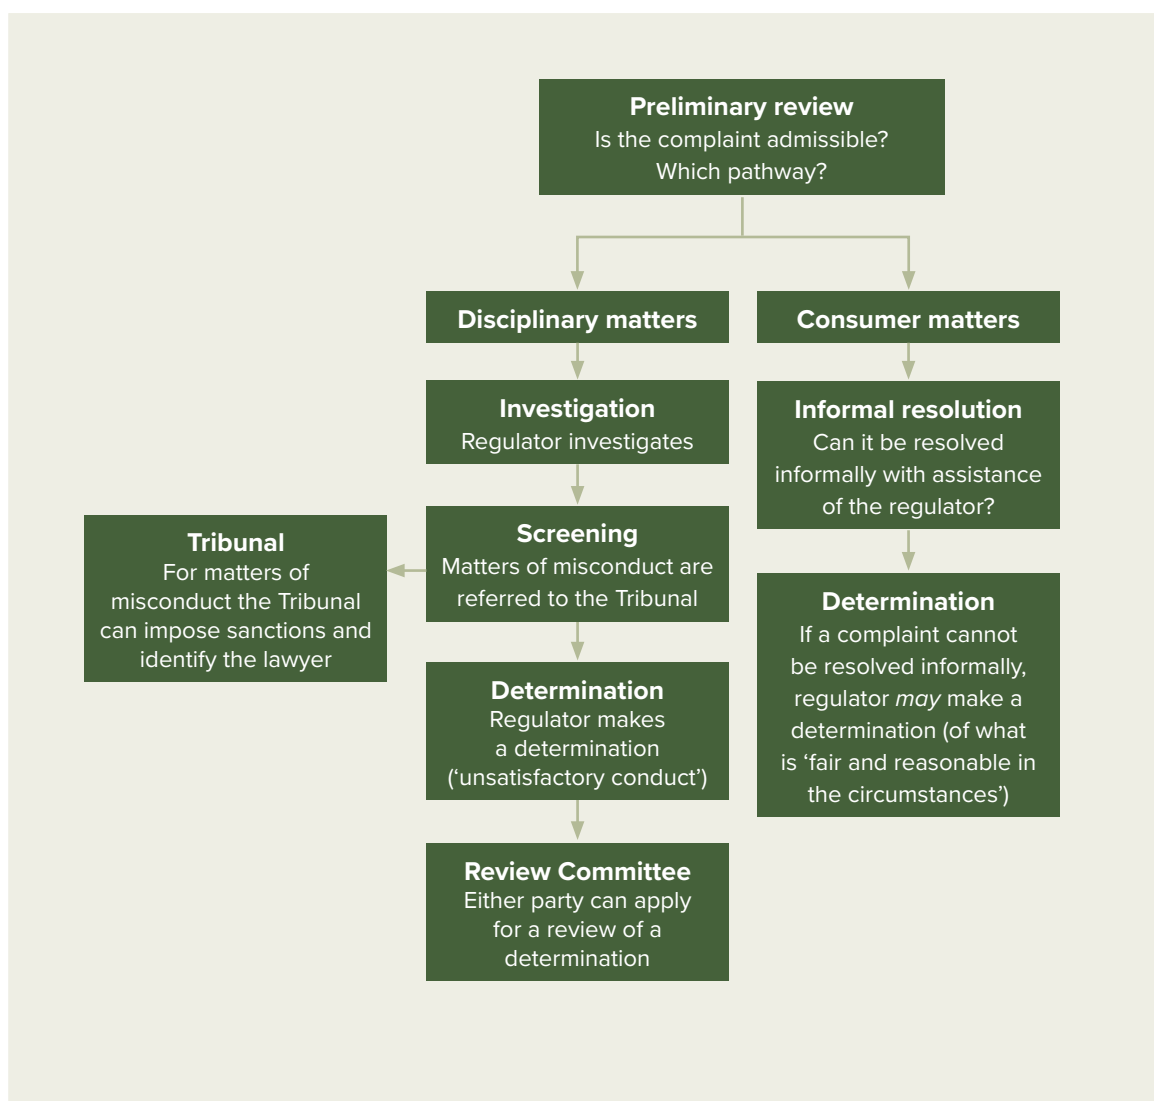 Preliminary review
Is the complaint admissible?
Which pathway?
Disciplinary matters
Consumer matters
Investigation
Regulator investigates
Informal resolution
Can it be resolved
informally with assistance
of the regulator?
Screening
Matters of misconduct are
referred to the Tribunal
Tribunal
For matters of
misconduct the Tribunal
can impose sanctions and
identify the lawyer
Determination
If a complaint cannot
be resolved informally,
regulator may make a
determination (of what
is ‘fair and reasonable in
the circumstances’)
Determination
Regulator makes
a determination
(‘unsatisfactory conduct’)
Review Committee
Either party can apply
for a review of a
determination